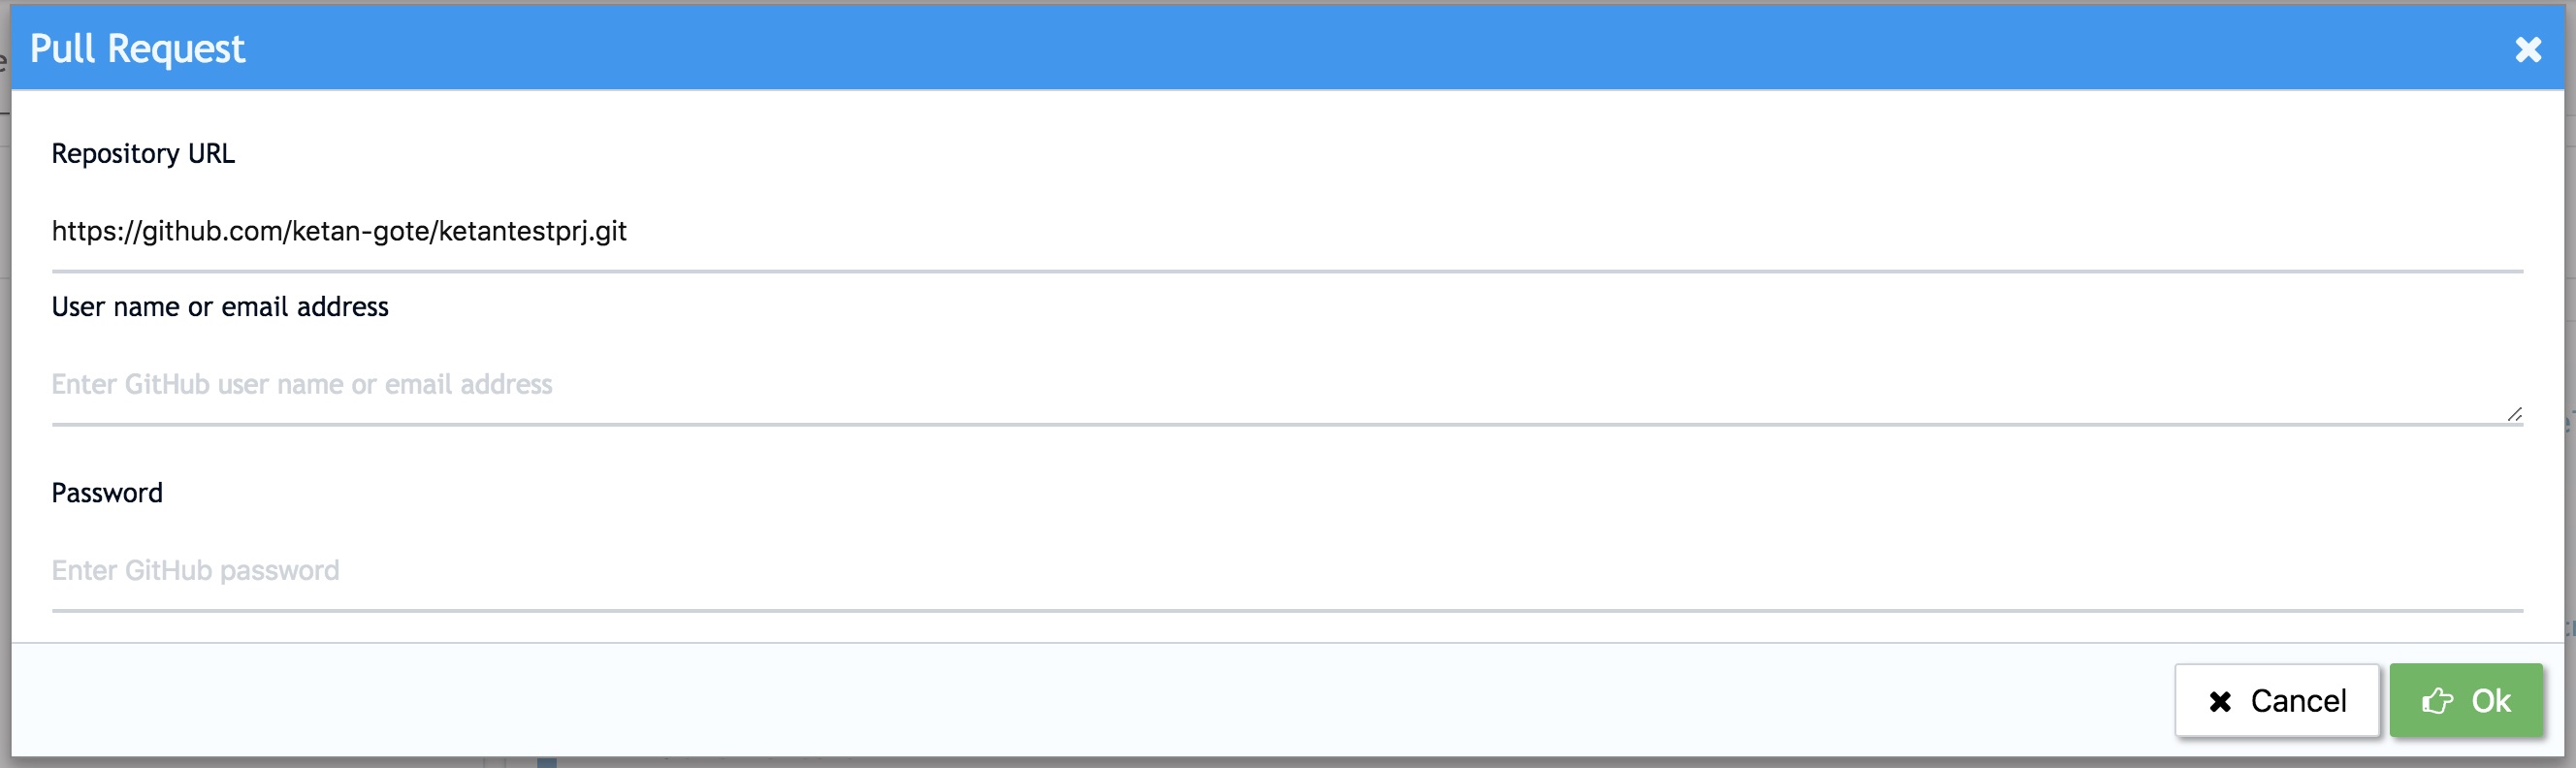 Pull Request
Repository URL
https://github.com/ketan-gote/ketantestprj.git
User name or email address
Enter GitHub user name or email address
Password
Enter GitHub password
Cancel
Ok